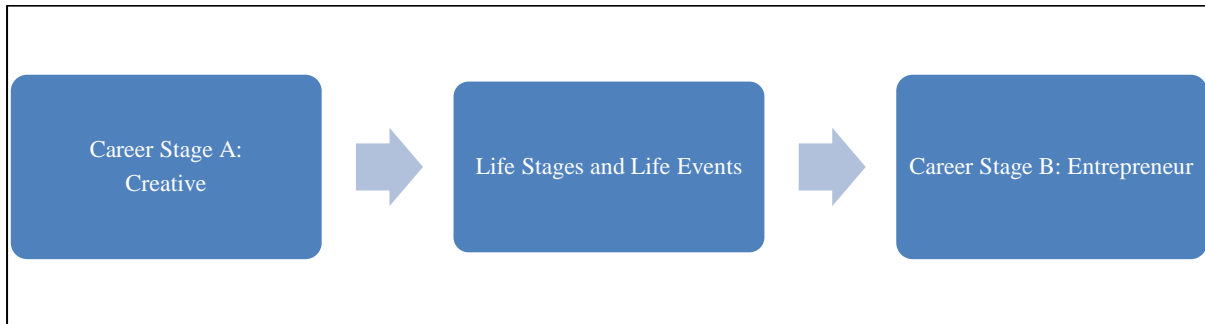 Career Stage A:
Creative
Life Stages and Life Events
Career Stage B: Entrepreneur